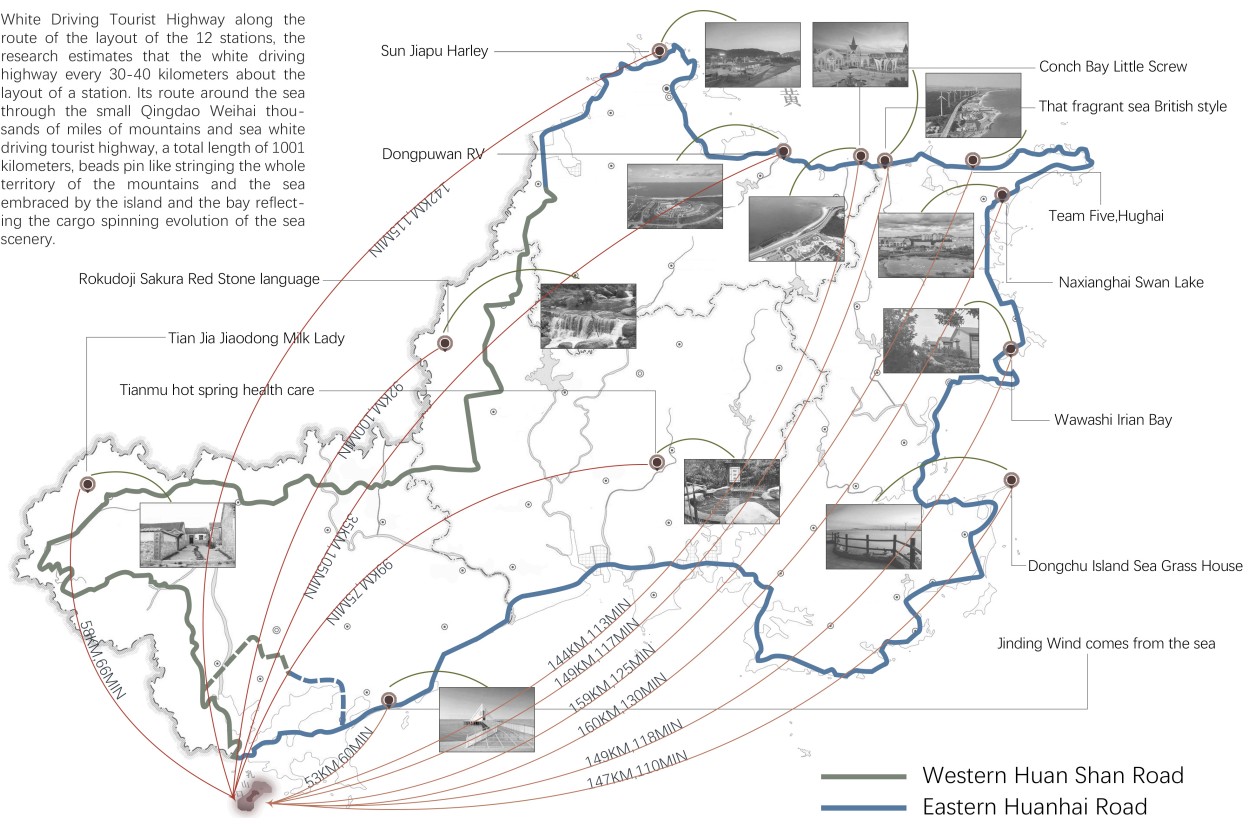 White Driving Tourist Highway along the
route of the layout of the 12 stations, the
research estimates that the white driving
highway every 30-40 kilometers about the
layout of a station. Its route around the sea
through the small Qingdao Weihai thou-
sands of miles of mountains and sea white
driving tourist highway, a total length of 1001
kilometers, beads pin like stringing the whole
territory of the mountains and the sea
embraced by the island and the bay reflect-
ing the cargo spinning evolution of the sea
scenery.
Sun Jiapu Harley
Conch Bay Little Screw
黄
That fragrant sea British style
Dongpuwan RV
142KM,115MIN
Team Five,Hughai
Rokudoji Sakura Red Stone language
Naxianghai Swan Lake
Tian Jia Jiaodong Milk Lady
Tianmu hot spring health care
92KM,100MIN
Wawashi Irian Bay
35KM,105MIN
99KM,75MIN
Dongchu Island Sea Grass House
58KM,66MIN
144KM,113MIN
149KM,117MIN
159KM,125MIN
160KM,130MIN
Jinding Wind comes from the sea
53KM,60MIN
149KM,118MIN
147KM,110MIN
Western Huan Shan Road
Eastern Huanhai Road